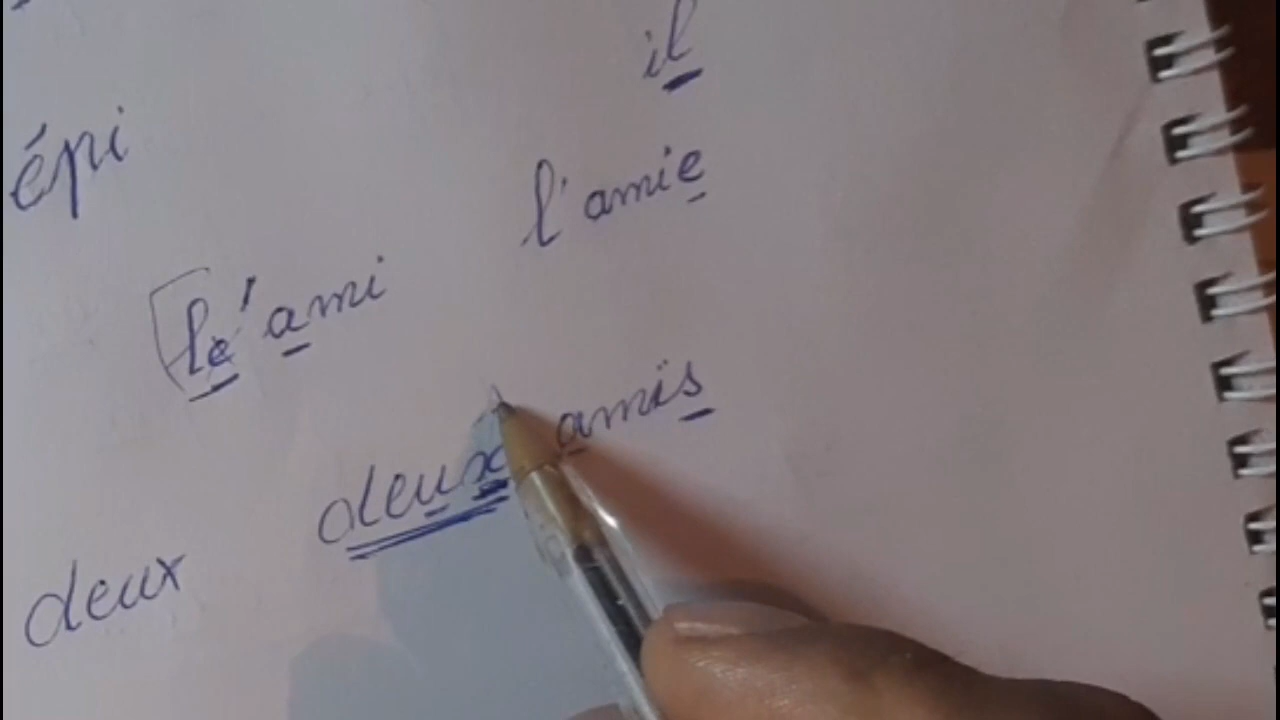 il
épi
l'amie
le'ami
deux amis
deux